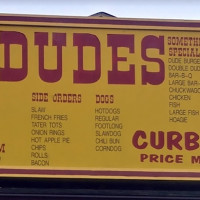 DUDES
SOMETHING
SPECIAL
DUDE BURGE
DOUBLE DUD
BAR-B-Q
LARGE BAR-
CHUCKWAGO
CHICKEN
FISH
LARGE FISH
HOAGIE
SIDE ORDERS
SLAW
FRENCH FRIES
TATER TOTS
ONION RINGS
HOT APPLE PIE
CHIPS
ROLLS
BACON
DOGS
HOTDOGS
REGULAR
FOOTLONG
SLAWDOG
CHILI BUN
CORNDOG
CURB
PRICE M
M